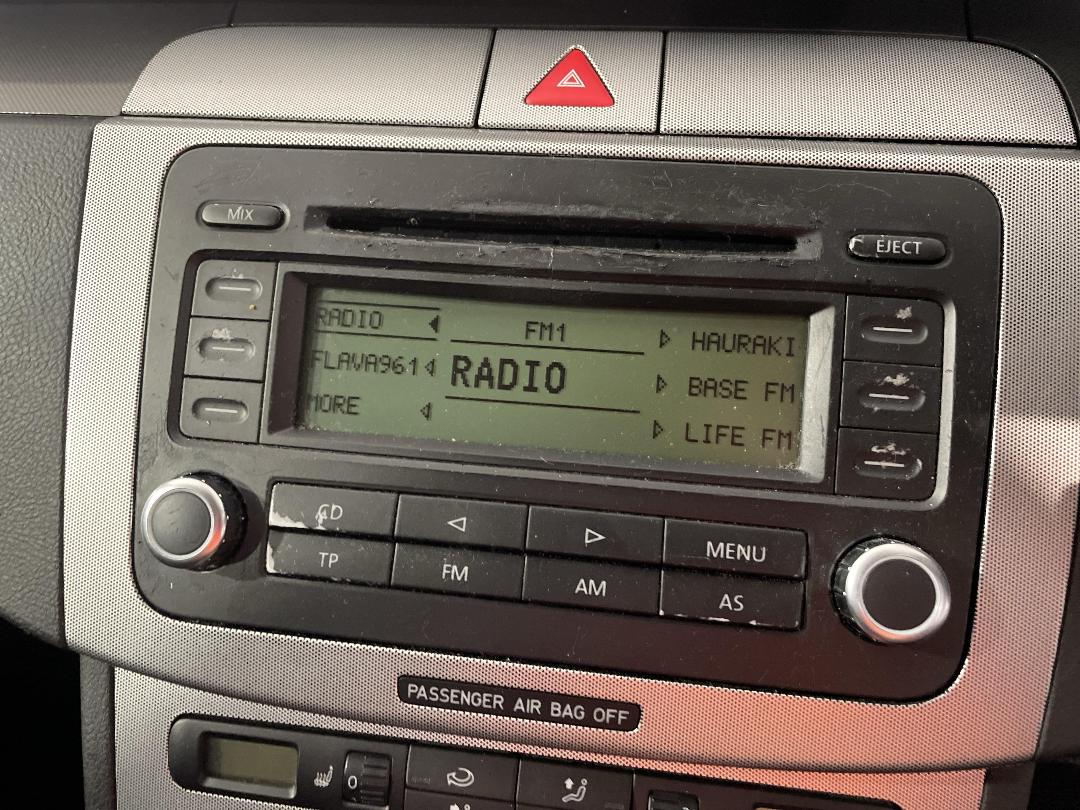 MIX
EJECT
RADIO FM1 HAURAKI
FLAVA961 RADIO BASE FM
MORE LIFE FM
CD
MENU
TP FM AM AS
PASSENGER AIR BAG OFF
0